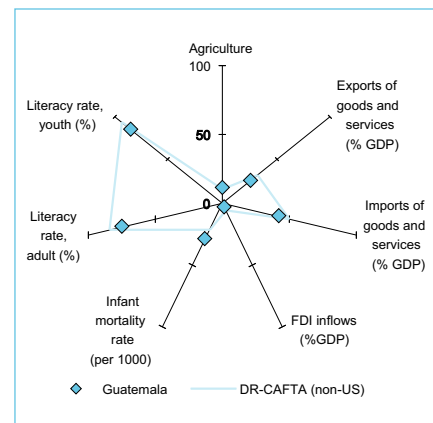 Agriculture
100
50
0
Exports of
goods and
services
(% GDP)
Imports of
goods and
services
(% GDP)
FDI inflows
(%GDP)
Infant
mortality
rate
(per 1000)
Literacy
rate,
adult (%)
Literacy rate,
youth (%)
Guatemala
DR-CAFTA (non-US)